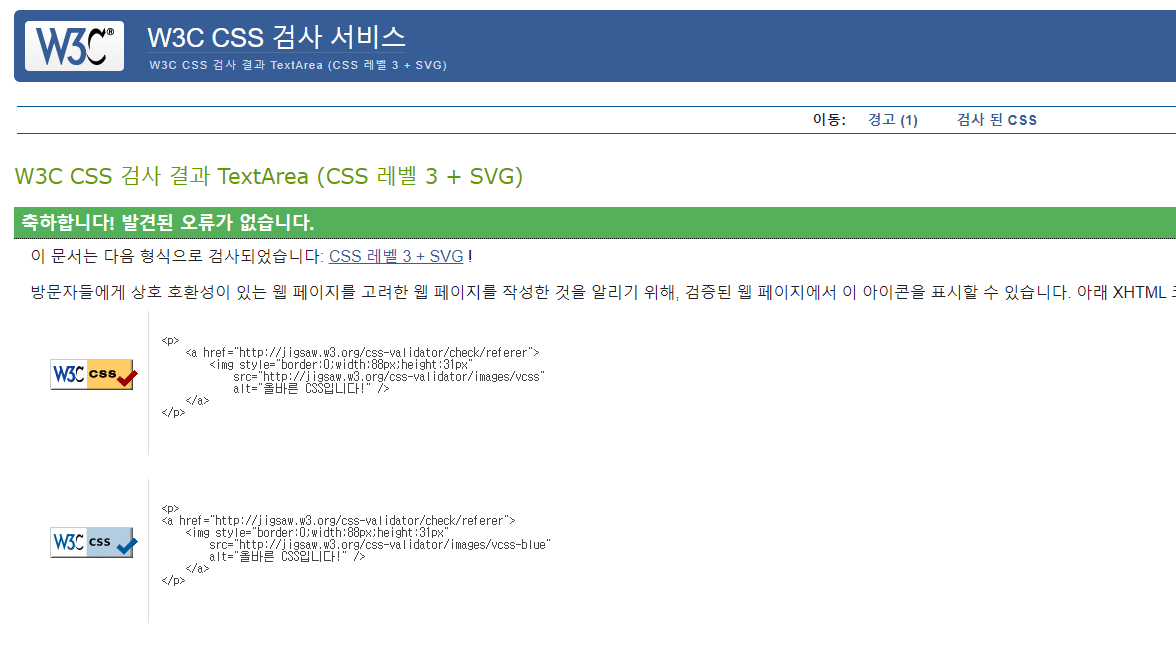 W3C®
W3C CSS 검사 서비스
W3C CSS 검사 결과 TextArea (CSS 레벨 3 + SVG)
이동: 경고 (1) 검사 된 CSS
W3C CSS 검사 결과 TextArea (CSS 레벨 3 + SVG)
축하합니다! 발견된 오류가 없습니다.
이 문서는 다음 형식으로 검사되었습니다: CSS 레벨 3 + SVG !
방문자들에게 상호 호환성이 있는 웹 페이지를 고려한 웹 페이지를 작성한 것을 알리기 위해, 검증된 웹 페이지에서 이 아이콘을 표시할 수 있습니다. 아래 XHTML
W3C css
<p>
<a href="http://jigsaw.w3.org/css-validator/check/referer">
<img style="border:0;width:88px;height:31px"
src="http://jigsaw.w3.org/css-validator/images/vcss"
alt="올바른 CSS입니다!" />
</a>
</p>
W3C css
<p>
<a href="http://jigsaw.w3.org/css-validator/check/referer">
<img style="border:0;width:88px;height:31px"
src="http://jigsaw.w3.org/css-validator/images/vcss-blue"
alt="올바른 CSS입니다!" />
</a>
</p>